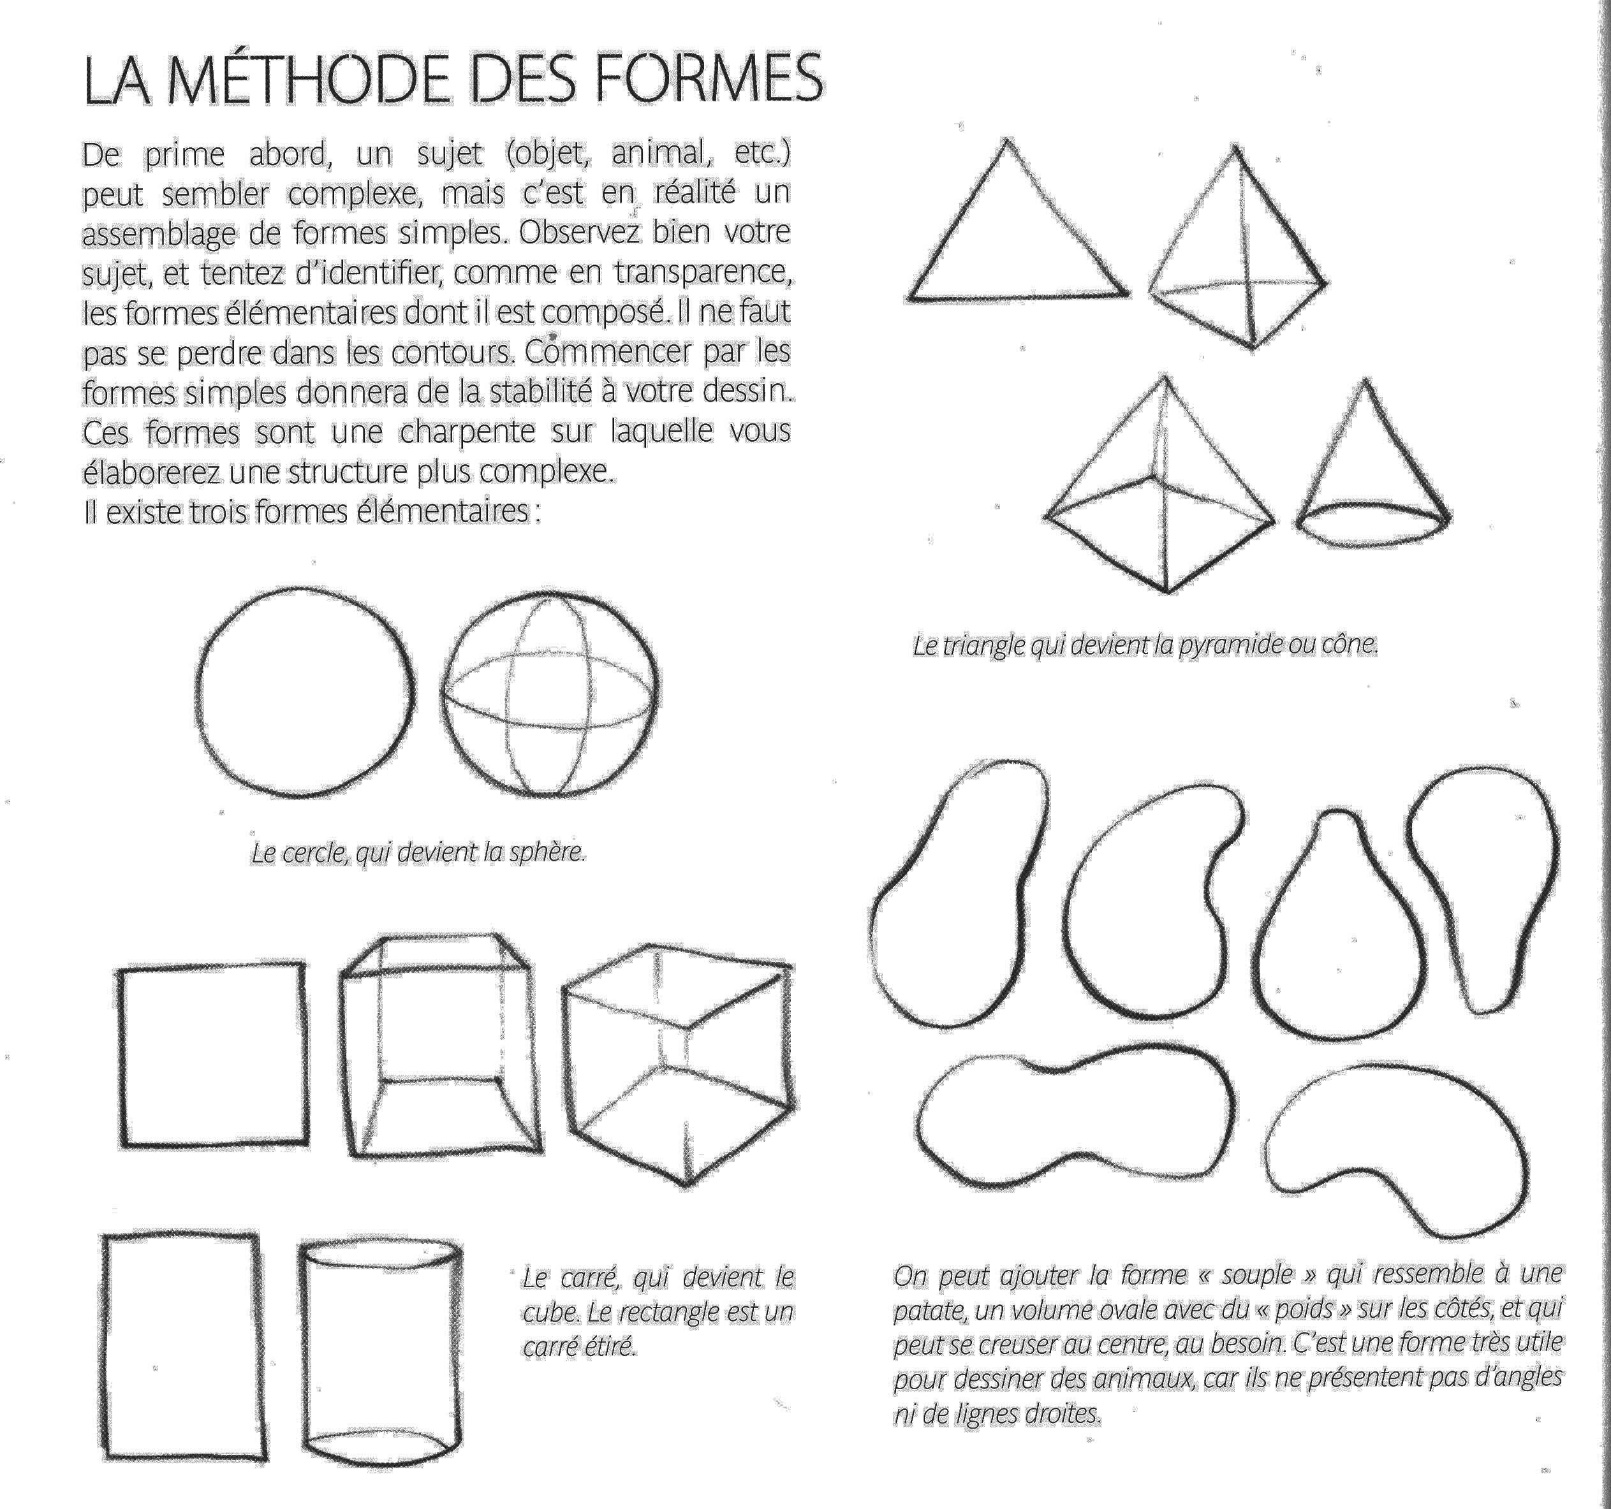 LA MÉTHODE DES FORMES
De prime abord, un sujet (objet, animal, etc.)
peut sembler complexe, mais c'est en réalité un
assemblage de formes simples. Observez bien votre
sujet, et tentez d'identifier, comme en transparence,
les formes élémentaires dont il est composé. Il ne faut
pas se perdre dans les contours. Commencer par les
formes simples donnera de la stabilité à votre dessin.
Ces formes sont une charpente sur laquelle vous
élaborerez une structure plus complexe.
Il existe trois formes élémentaires :
Le cercle, qui devient la sphère.
Le carré, qui devient le
cube. Le rectangle est un
carré étiré.
Le triangle qui devient la pyramide ou cône.
On peut ajouter la forme « souple » qui ressemble à une
patate, un volume ovale avec du « poids » sur les côtés, et qui
peut se creuser au centre, au besoin. C'est une forme très utile
pour dessiner des animaux, car ils ne présentent pas d'angles
ni de lignes droites.